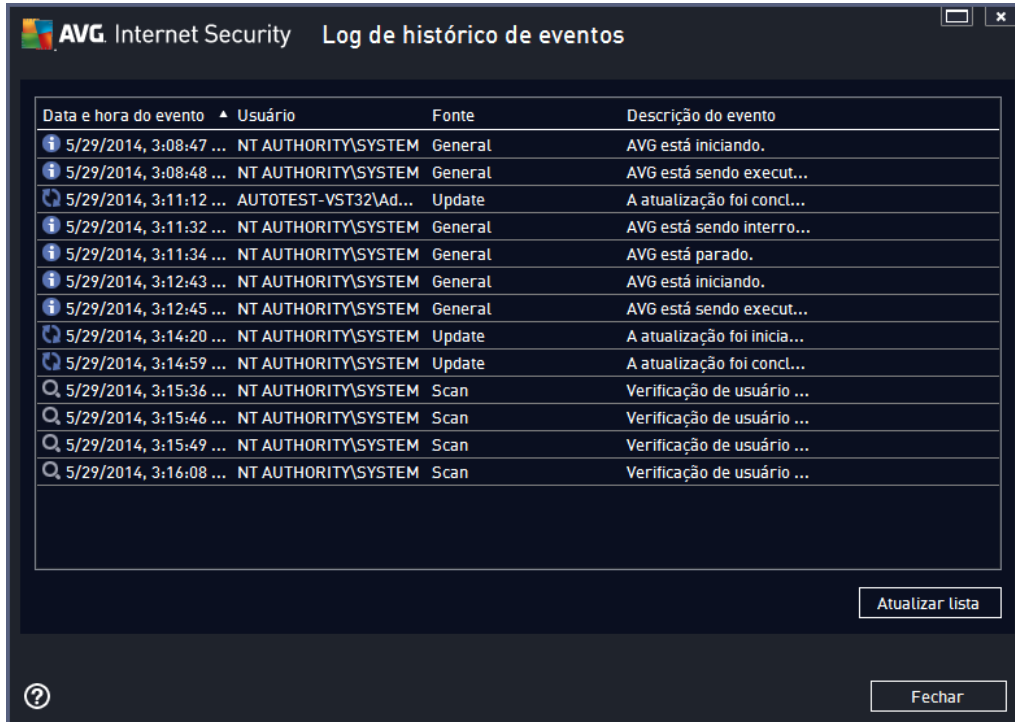 AVG Internet Security Log de histórico de eventos
Data e hora do evento Usuário Fonte Descrição do evento
5/29/2014, 3:08:47 ... NT AUTHORITY\SYSTEM General AVG está iniciando.
5/29/2014, 3:08:48 ... NT AUTHORITY\SYSTEM General AVG está sendo execut...
5/29/2014, 3:11:12 ... AUTOTEST-VST32\Ad... Update A atualização foi concl...
5/29/2014, 3:11:32 ... NT AUTHORITY\SYSTEM General AVG está sendo interro...
5/29/2014, 3:11:34 ... NT AUTHORITY\SYSTEM General AVG está parado.
5/29/2014, 3:12:43 ... NT AUTHORITY\SYSTEM General AVG está iniciando.
5/29/2014, 3:12:45 ... NT AUTHORITY\SYSTEM General AVG está sendo execut...
5/29/2014, 3:14:20 ... NT AUTHORITY\SYSTEM Update A atualização foi inicia...
5/29/2014, 3:14:59 ... NT AUTHORITY\SYSTEM Update A atualização foi concl...
5/29/2014, 3:15:36 ... NT AUTHORITY\SYSTEM Scan Verificação de usuário ...
5/29/2014, 3:15:46 ... NT AUTHORITY\SYSTEM Scan Verificação de usuário ...
5/29/2014, 3:15:49 ... NT AUTHORITY\SYSTEM Scan Verificação de usuário ...
5/29/2014, 3:16:08 ... NT AUTHORITY\SYSTEM Scan Verificação de usuário ...
Atualizar lista
Fechar